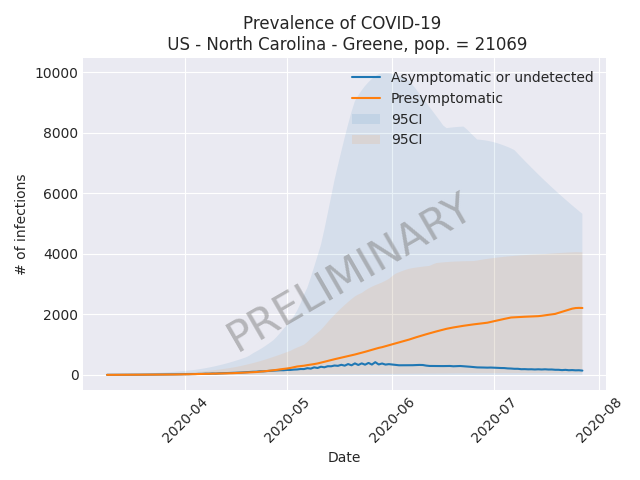 Prevalence of COVID-19
US - North Carolina - Greene, pop. = 21069
10000
8000
6000
4000
2000
0
# of infections
Asymptomatic or undetected
Presymptomatic
95CI
95CI
PRELIMINARY
2020-04
2020-05
2020-06
2020-07
2020-08
Date